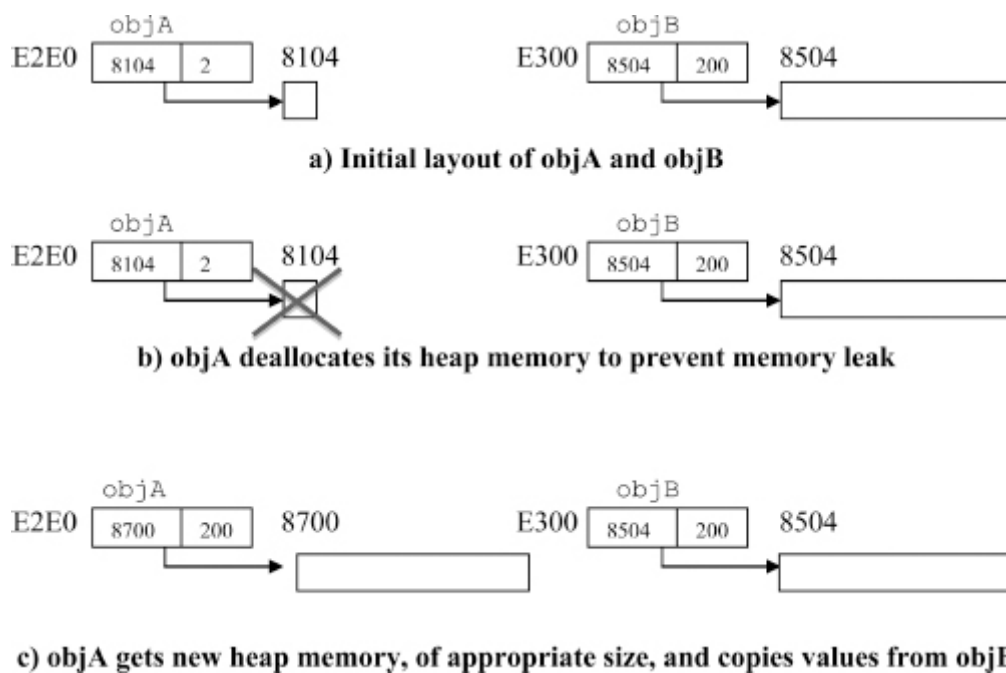 objA objB
E2E0 8104 2 8104 E300 8504 200 8504
a) Initial layout of objA and objB
objA objB
E2E0 8104 2 8104 E300 8504 200 8504
b) objA deallocates its heap memory to prevent memory leak
objA objB
E2E0 8700 200 8700 E300 8504 200 8504
c) objA gets new heap memory, of appropriate size, and copies values from objB